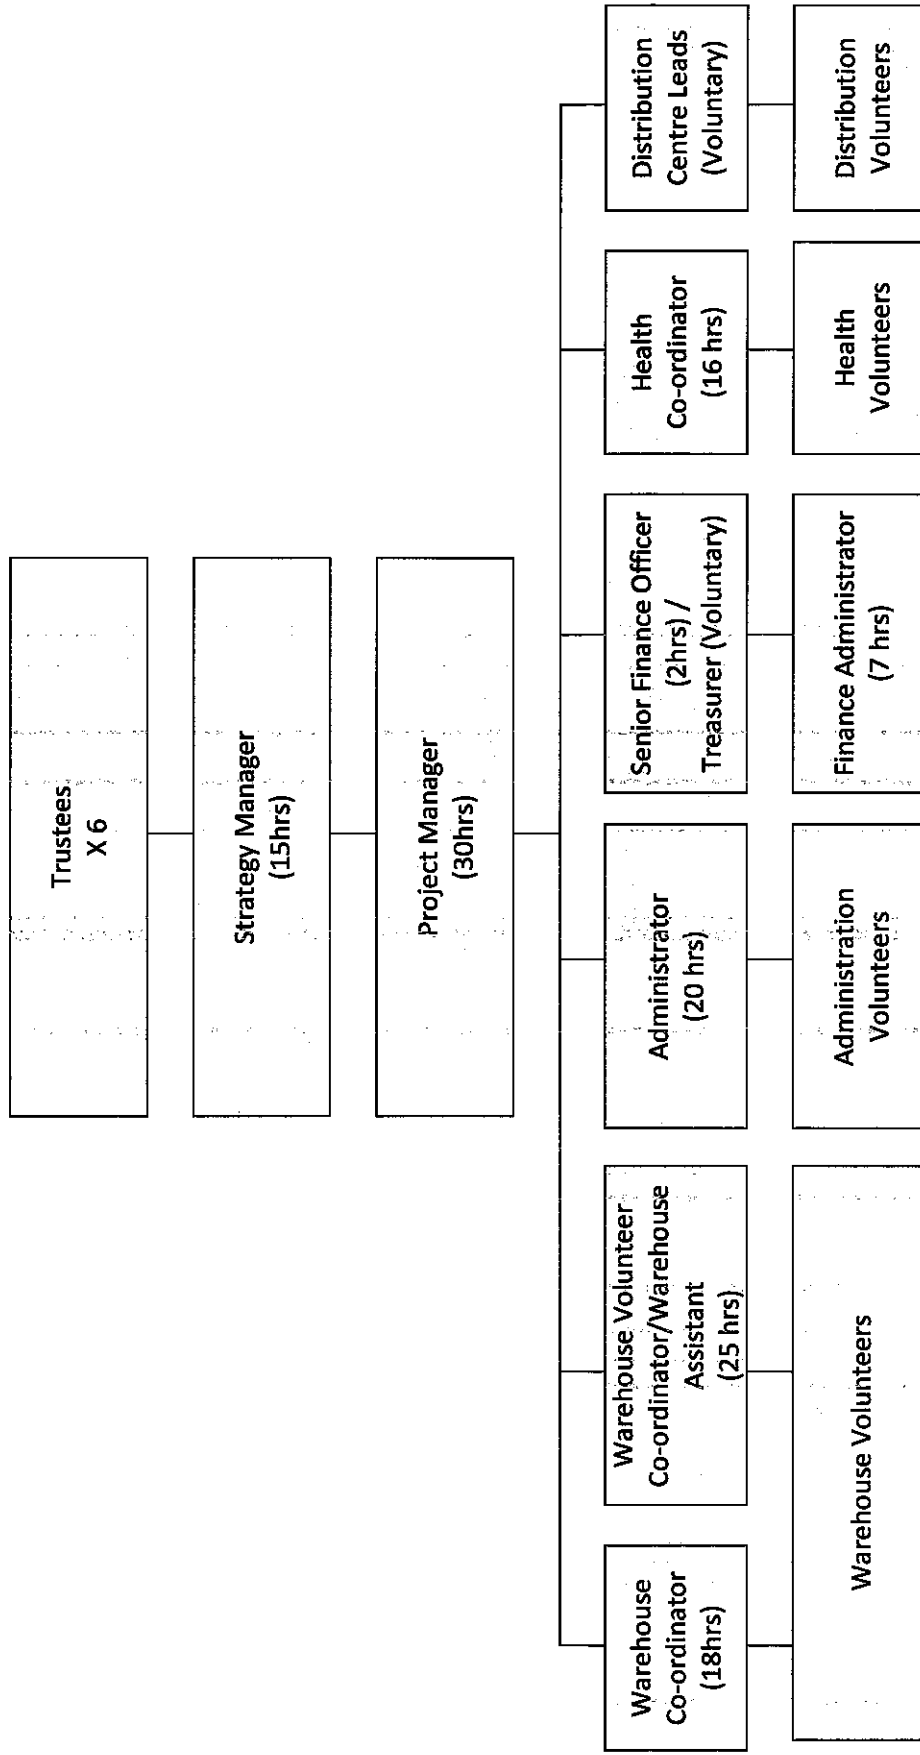 Trustees
X 6
Strategy Manager
(15hrs)
Project Manager
(30hrs)
Warehouse
Co-ordinator
(18hrs)
Warehouse Volunteer
Co-ordinator/Warehouse
Assistant
(25 hrs)
Administrator
(20 hrs)
Senior Finance Officer
(2hrs) /
Treasurer (Voluntary)
Health
Co-ordinator
(16 hrs)
Distribution
Centre Leads
(Voluntary)
Warehouse Volunteers
Administration
Volunteers
Finance Administrator
(7 hrs)
Health
Volunteers
Distribution
Volunteers